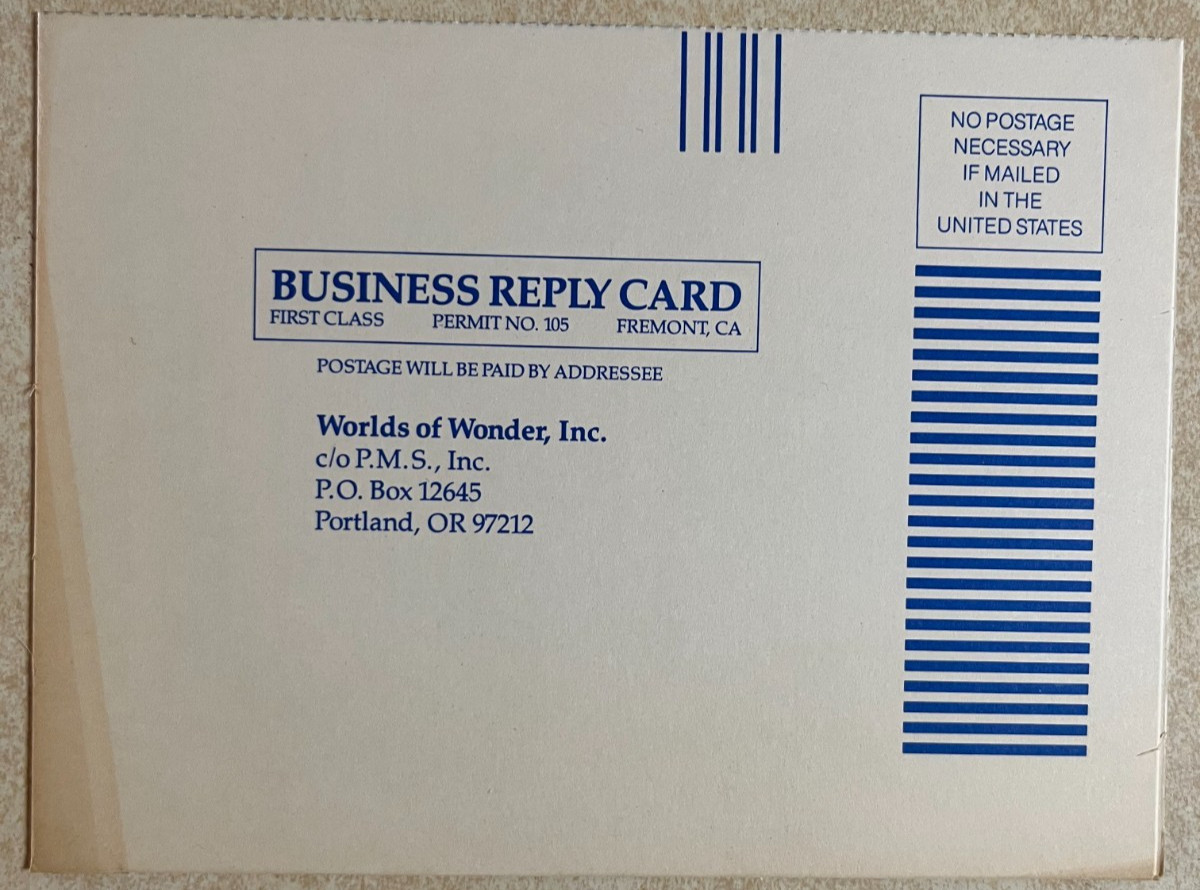 NO POSTAGE
NECESSARY
IF MAILED
IN THE
UNITED STATES
BUSINESS REPLY CARD
FIRST CLASS PERMIT NO. 105 FREMONT, CA
POSTAGE WILL BE PAID BY ADDRESSEE
Worlds of Wonder, Inc.
c/o P.M.S., Inc.
P.O. Box 12645
Portland, OR 97212